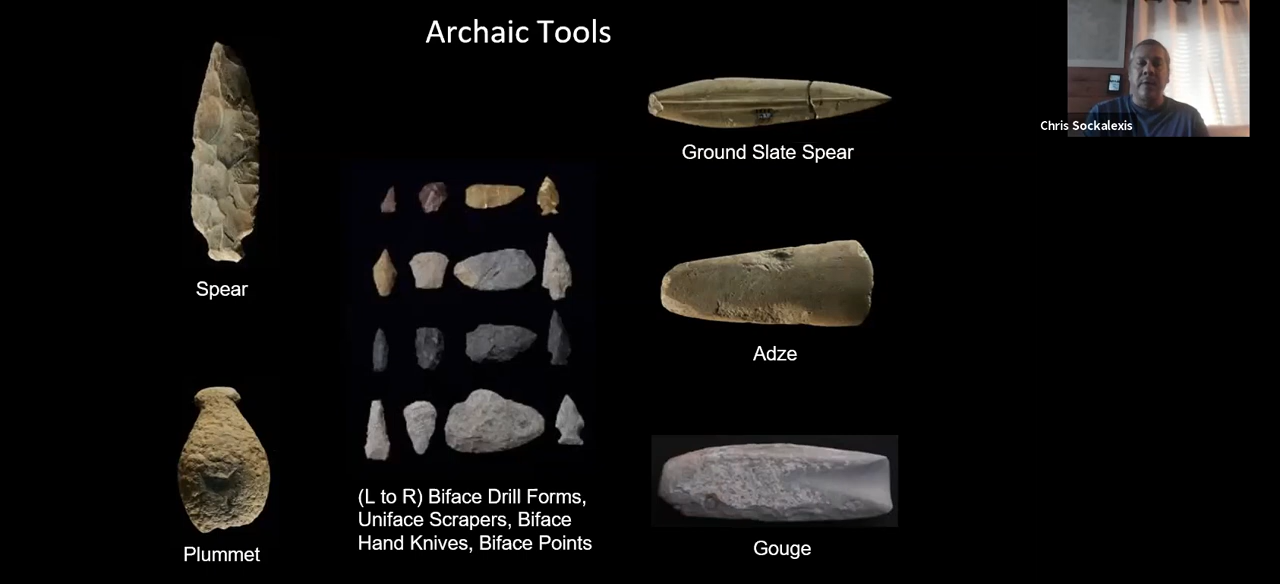 Archaic Tools
Chris Sockalexis
Ground Slate Spear
Spear
Adze
(L to R) Biface Drill Forms,
Uniface Scrapers, Biface
Hand Knives, Biface Points
Plummet
Gouge